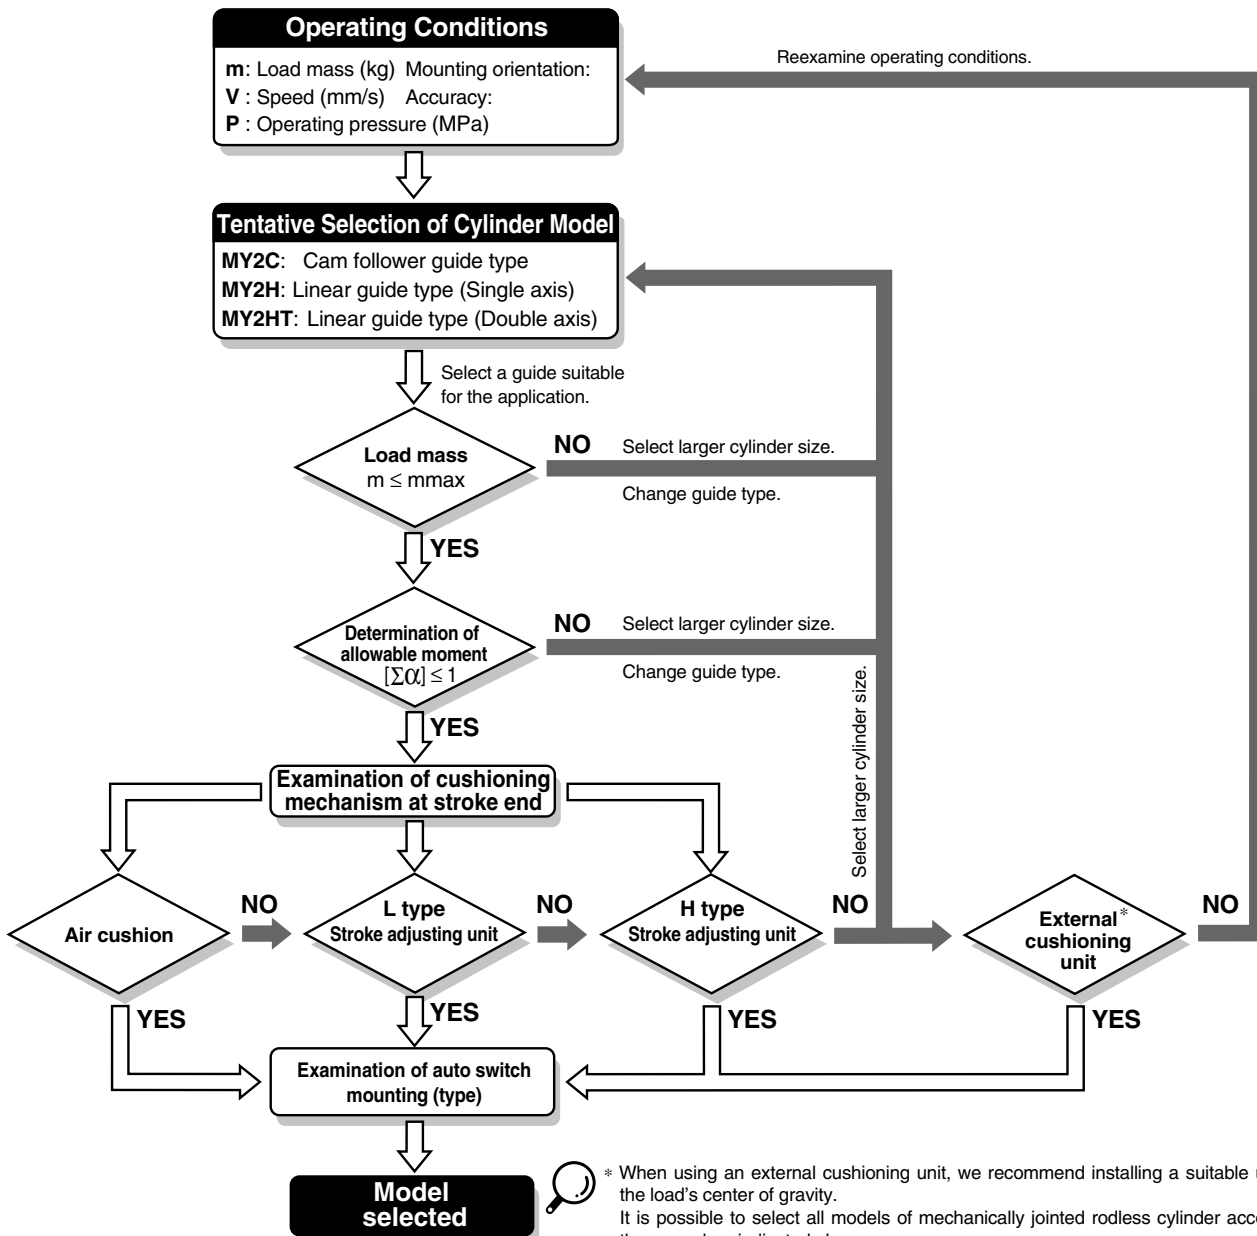 Operating Conditions
m: Load mass (kg) Mounting orientation:
V : Speed (mm/s) Accuracy:
P : Operating pressure (MPa)
Reexamine operating conditions.
Tentative Selection of Cylinder Model
MY2C: Cam follower guide type
MY2H: Linear guide type (Single axis)
MY2HT: Linear guide type (Double axis)
Select a guide suitable
for the application.
Load mass
m ≤ mmax
NO
Select larger cylinder size.
Change guide type.
YES
Determination of
allowable moment
[Σα] ≤ 1
NO
Select larger cylinder size.
Change guide type.
YES
Select larger cylinder size.
Examination of cushioning
mechanism at stroke end
Air cushion
NO
L type
Stroke adjusting unit
NO
H type
Stroke adjusting unit
NO
External*
cushioning
unit
NO
YES
YES
YES
YES
Examination of auto switch
mounting (type)
Model
selected
* When using an external cushioning unit, we recommend installing a suitable
the load's center of gravity.
It is possible to select all models of mechanically jointed rodless cylinder